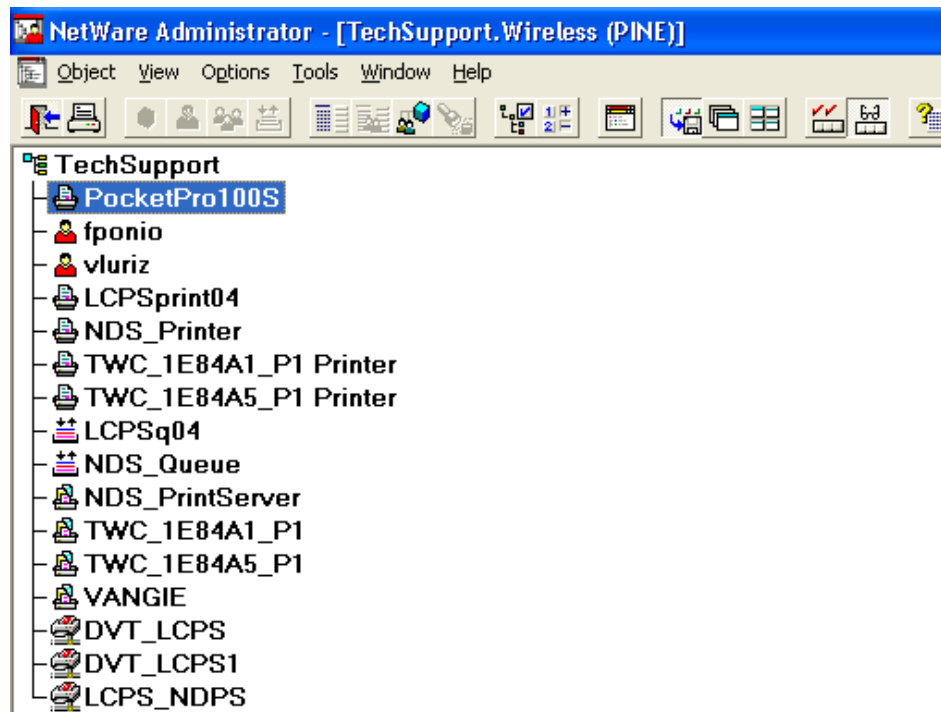 NetWare Administrator - [TechSupport.Wireless (PINE)]
Object View Options Tools Window Help
TechSupport
PocketPro100S
fponio
vluriz
LCPSprint04
NDS_Printer
TWC_1E84A1_P1 Printer
TWC_1E84A5_P1 Printer
LCPSq04
NDS_Queue
NDS_PrintServer
TWC_1E84A1_P1
TWC_1E84A5_P1
VANGIE
DVT_LCPS
DVT_LCPS1
LCPS_NDPS